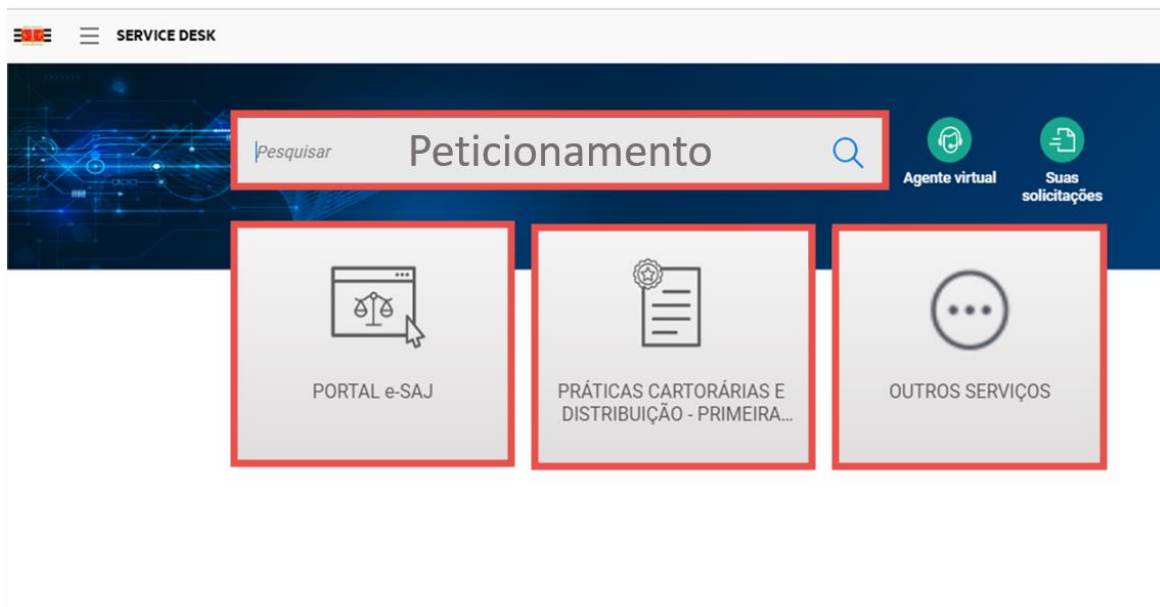 SERVICE DESK
Pesquisar Peticionamento
Agente virtual
Suas
solicitações
PORTAL e-SAJ
PRÁTICAS CARTORÁRIAS E
DISTRIBUIÇÃO - PRIMEIRA...
OUTROS SERVIÇOS